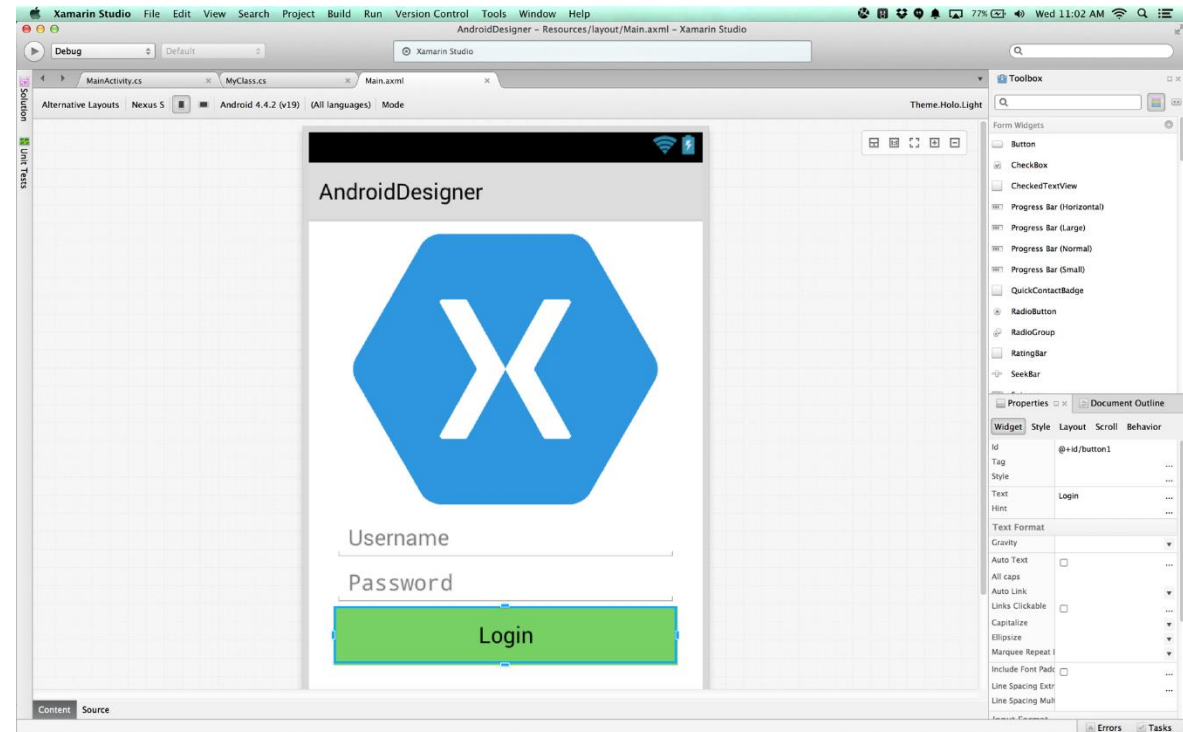 Xamarin Studio File Edit View Search Project Build Run Version Control Tools Window Help 77% Wed 11:02 AM
AndroidDesigner – Resources/layout/Main.axml – Xamarin Studio
Debug Default Xamarin Studio
MainActivity.cs MyClass.cs Main.axml
Alternative Layouts Nexus S Android 4.4.2 (v19) (All languages) Mode Theme.Holo.Light
Solution
Unit Tests
AndroidDesigner
X
Username
Password
Login
Content Source
Toolbox
Form Widgets
Button
CheckBox
CheckedTextView
Progress Bar (Horizontal)
Progress Bar (Large)
Progress Bar (Normal)
Progress Bar (Small)
QuickContactBadge
RadioButton
RadioGroup
RatingBar
SeekBar
Properties Document Outline
Widget Style Layout Scroll Behavior
Id @+id/button1
Tag ...
Style ...
Text Login ...
Hint ...
Text Format
Gravity
Auto Text ...
All caps
Auto Link
Links Clickable ...
Capitalize
Ellipsize
Marquee Repeat
Include Font Padd ...
Line Spacing Extr ...
Line Spacing Mult
Errors Tasks